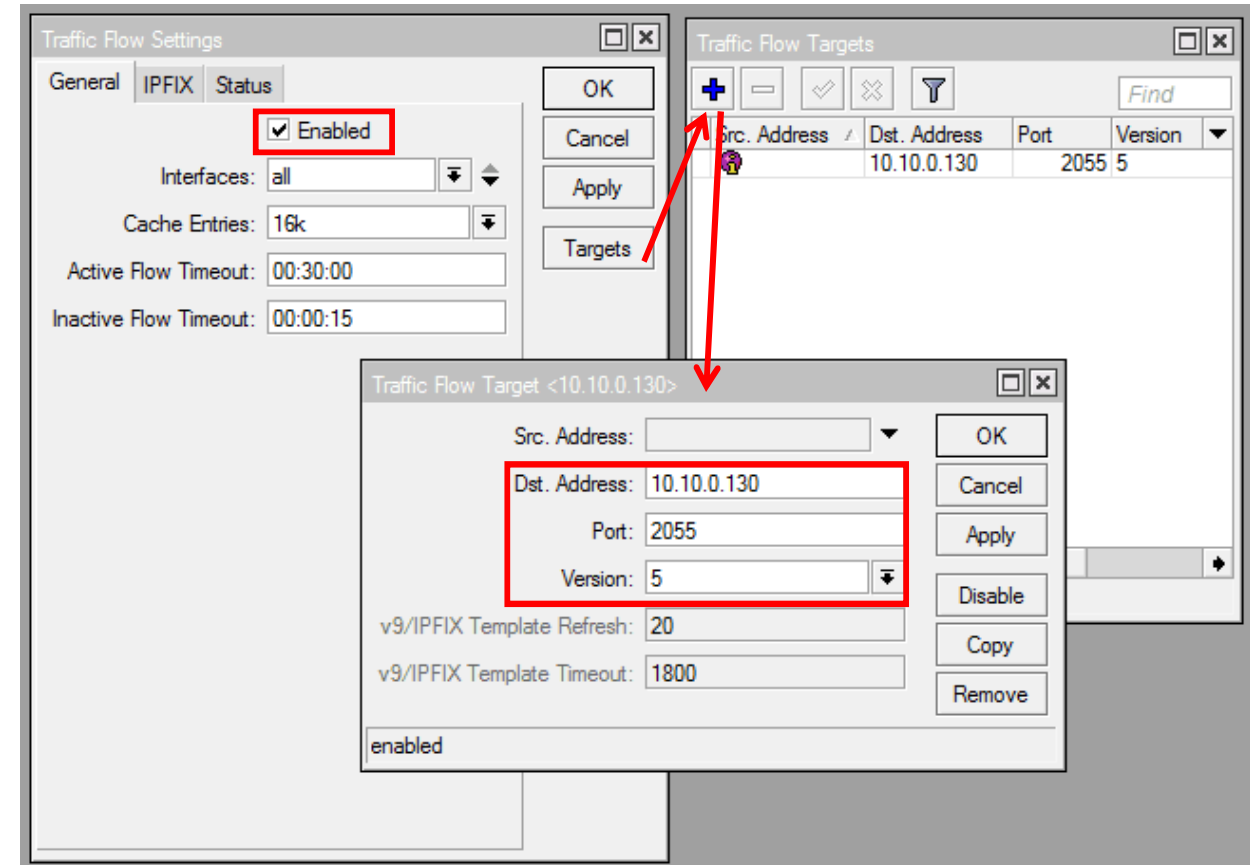 Traffic Flow Settings
General IPFIX Status
Enabled
Interfaces: all
Cache Entries: 16k
Active Flow Timeout: 00:30:00
Inactive Flow Timeout: 00:00:15
OK
Cancel
Apply
Targets
Traffic Flow Targets
Find
Src. Address Dst. Address Port Version
10.10.0.130 2055 5
Traffic Flow Target <10.10.0.130>
Src. Address:
Dst. Address: 10.10.0.130
Port: 2055
Version: 5
v9/IPFIX Template Refresh: 20
v9/IPFIX Template Timeout: 1800
OK
Cancel
Apply
Disable
Copy
Remove
enabled